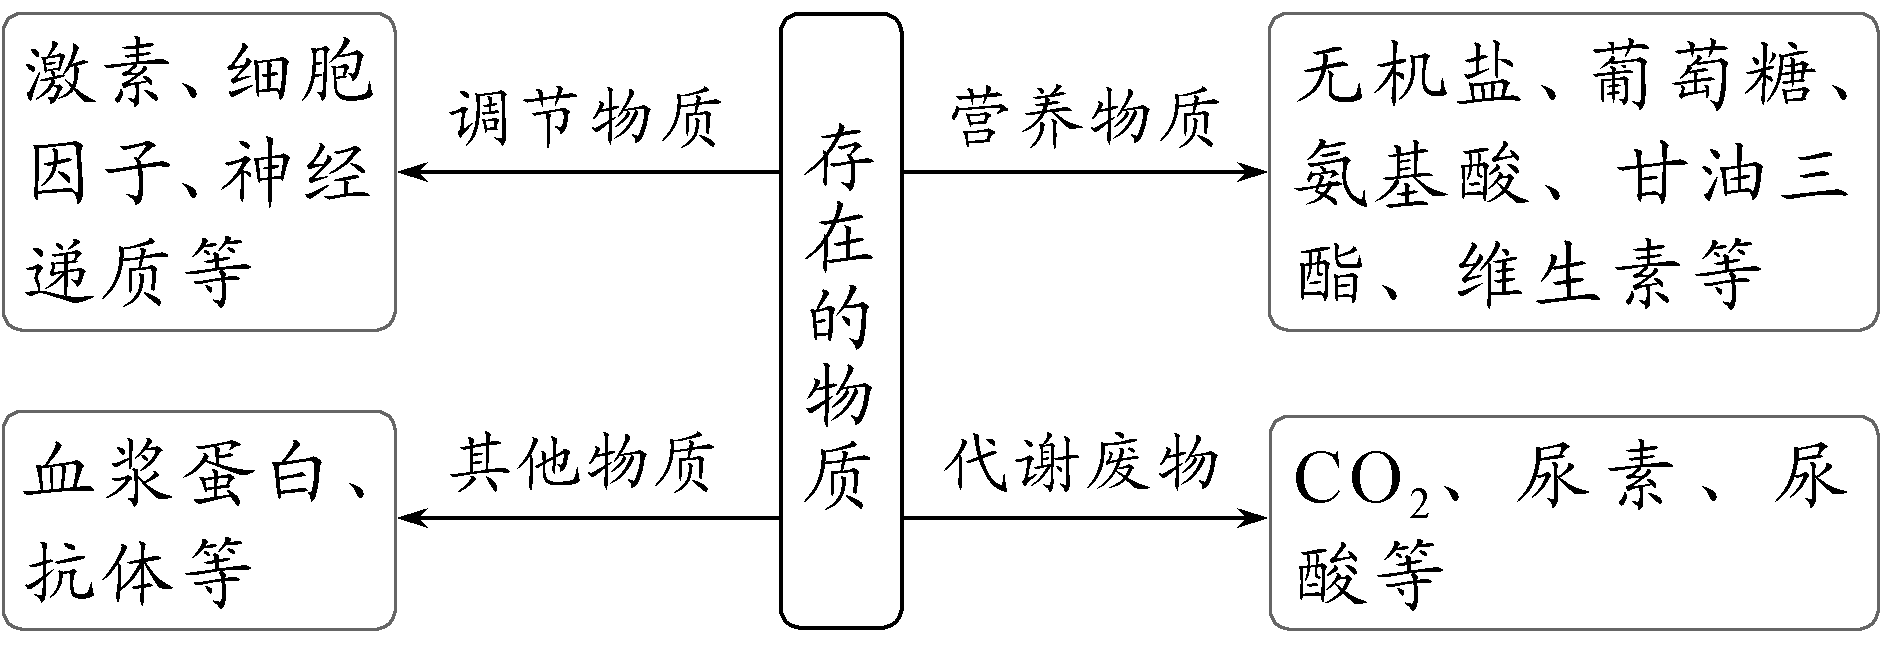 激素、细胞
因子、神经
递质等
调节物质
存在的物质
营养物质
无机盐、葡萄糖、
氨基酸、甘油三
酯、维生素等
血浆蛋白、
抗体等
其他物质
代谢废物
CO₂、尿素、尿
酸等